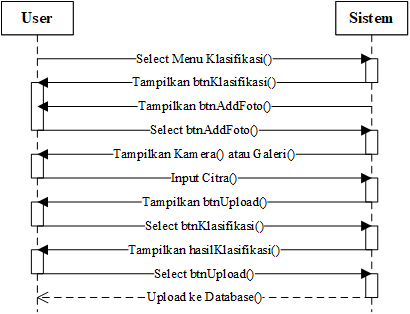 User
Sistem
Select Menu Klasifikasi()
Tampilkan btnKlasifikasi()
Tampilkan btnAddFoto()
Select btnAddFoto()
Tampilkan Kamera() atau Galeri()
Input Citra()
Tampilkan btnUpload()
Select btnKlasifikasi()
Tampilkan hasilKlasifikasi()
Select btnUpload()
Upload ke Database()